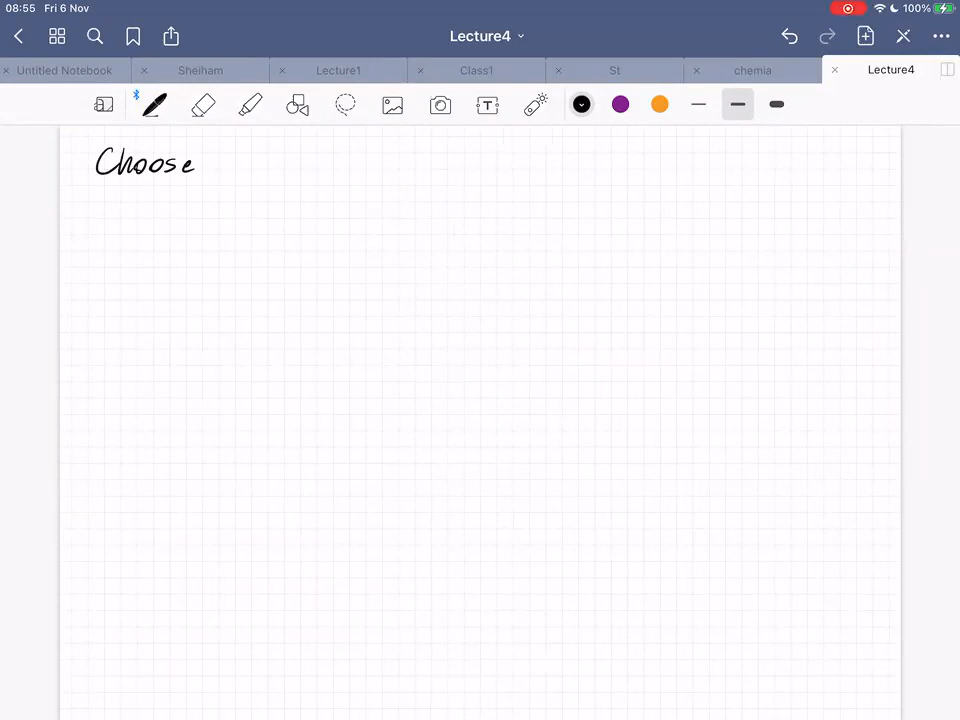 08:55 Fri 6 Nov 100%
Lecture4
Untitled Notebook Sheiham Lecture1 Class1 St chemia Lecture4
T
Choose